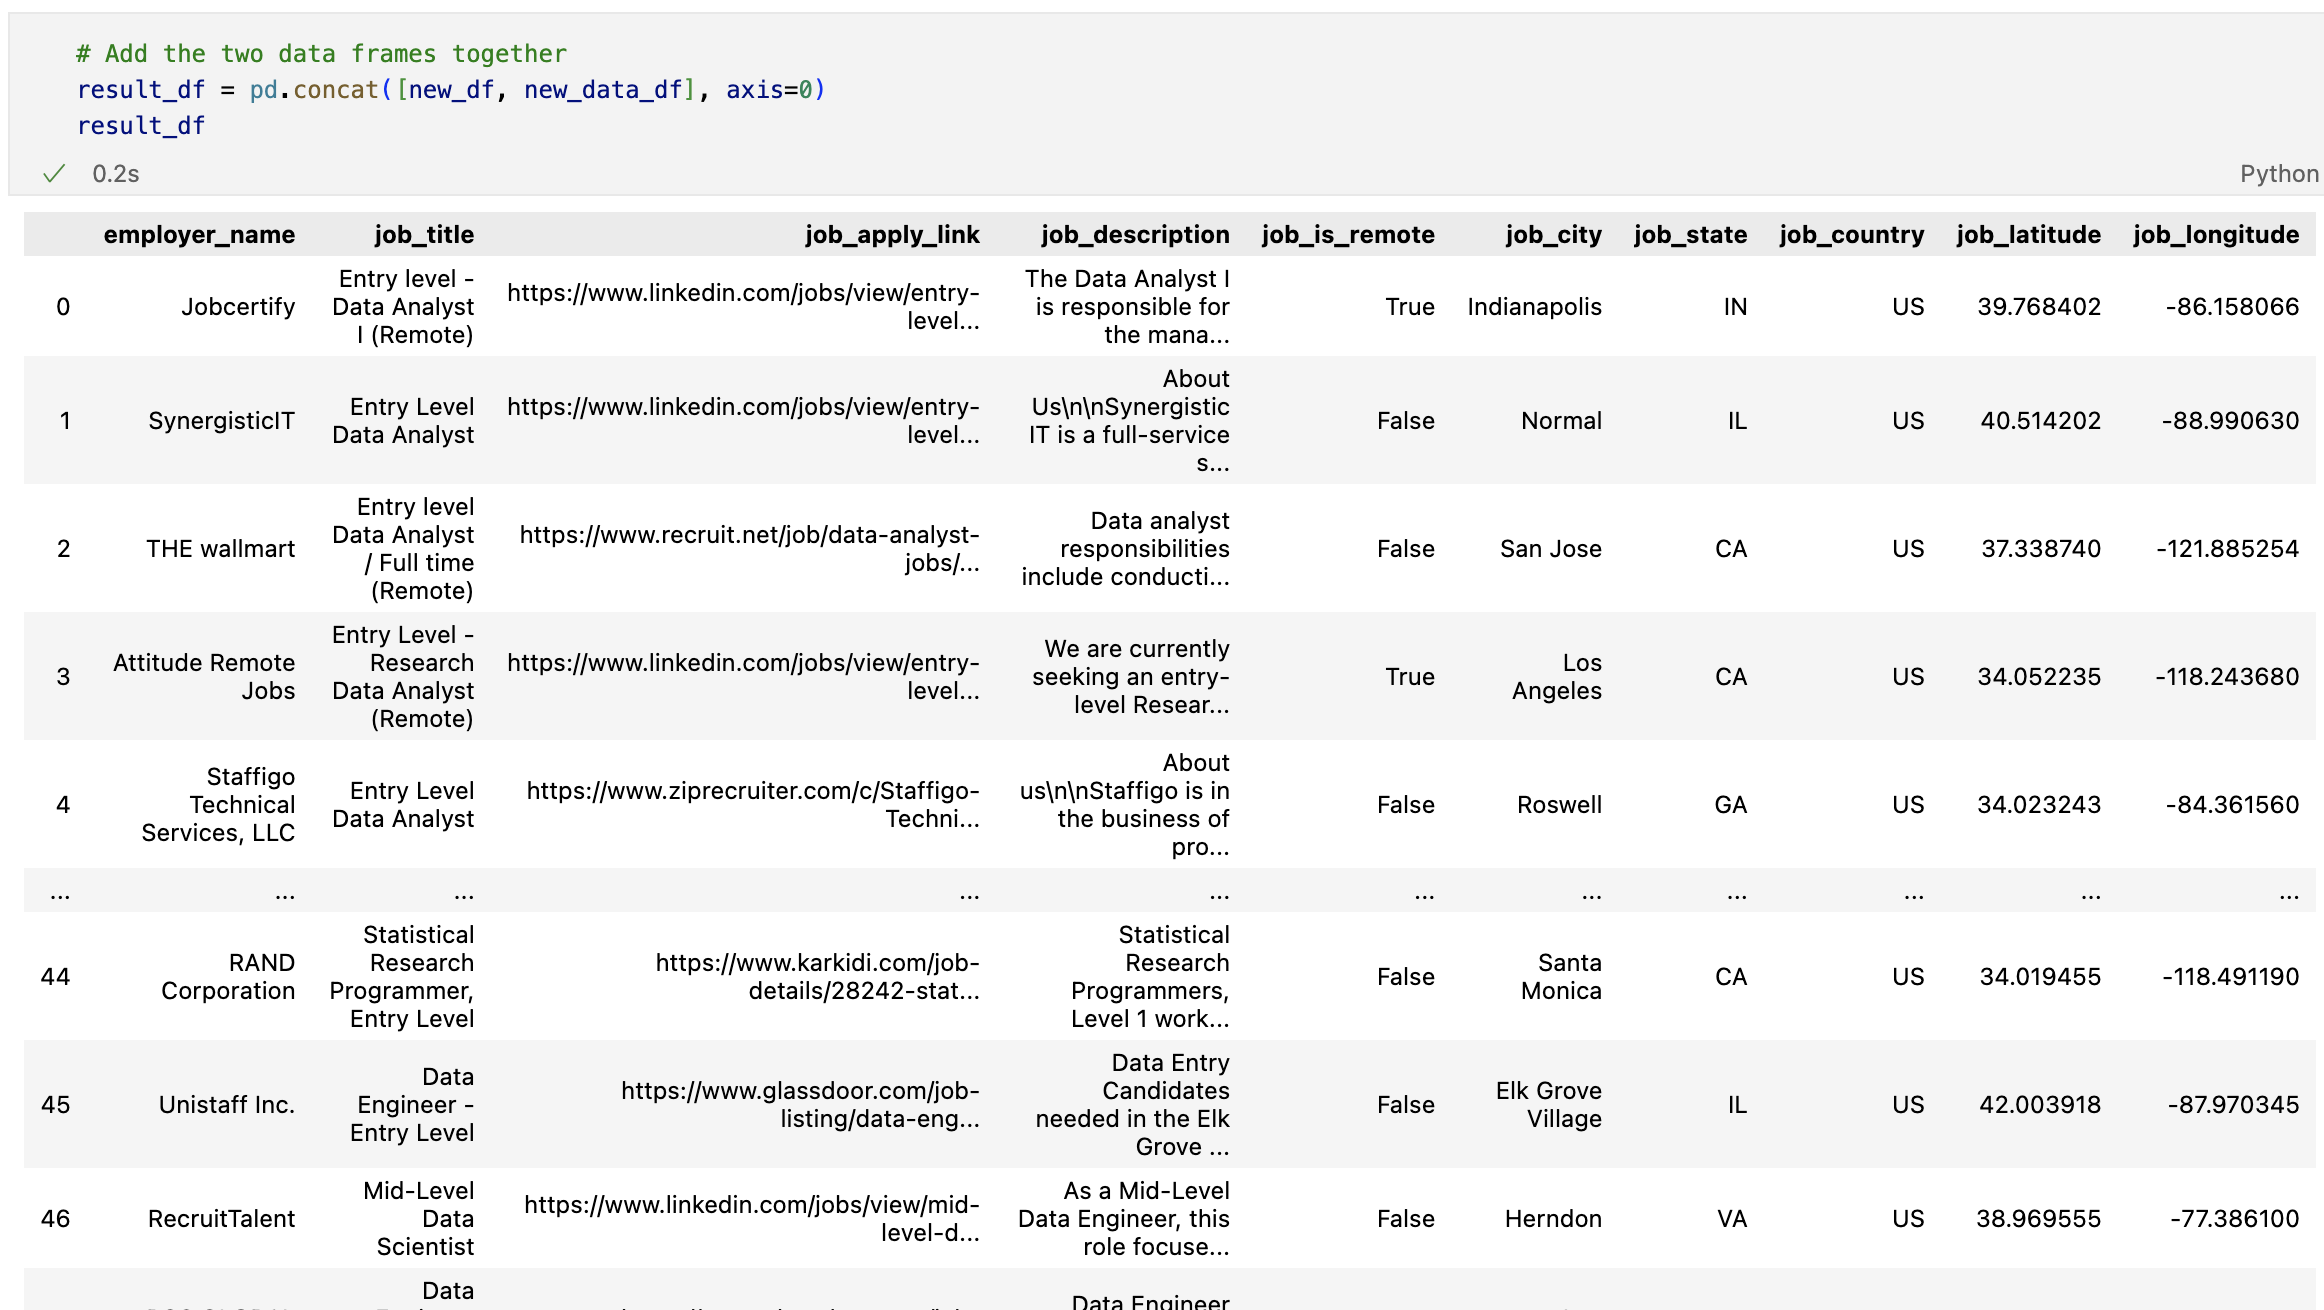 # Add the two data frames together
result_df = pd.concat([new_df, new_data_df], axis=0)
result_df
0.2s
Python
employer_name job_title job_apply_link job_description job_is_remote job_city job_state job_country job_latitude job_longitude
0 Jobcertify Entry level - Data Analyst I (Remote) https://www.linkedin.com/jobs/view/entry-level... The Data Analyst I is responsible for the mana... True Indianapolis IN US 39.768402 -86.158066
1 SynergisticIT Entry Level Data Analyst https://www.linkedin.com/jobs/view/entry-level... About Us\n\nSynergistic IT is a full-service s... False Normal IL US 40.514202 -88.990630
2 THE wallmart Entry level Data Analyst / Full time (Remote) https://www.recruit.net/job/data-analyst-jobs/... Data analyst responsibilities include conducti... False San Jose CA US 37.338740 -121.885254
3 Attitude Remote Jobs Entry Level - Research Data Analyst (Remote) https://www.linkedin.com/jobs/view/entry-level... We are currently seeking an entry-level Resear... True Los Angeles CA US 34.052235 -118.243680
4 Staffigo Technical Services, LLC Entry Level Data Analyst https://www.ziprecruiter.com/c/Staffigo-Techni... About us\n\nStaffigo is in the business of pro... False Roswell GA US 34.023243 -84.361560
... ... ... ... ... ... ... ... ... ... ...
44 RAND Corporation Statistical Research Programmer, Entry Level https://www.karkidi.com/job-details/28242-stat... Statistical Research Programmers, Level 1 work... False Santa Monica CA US 34.019455 -118.491190
45 Unistaff Inc. Data Engineer - Entry Level https://www.glassdoor.com/job-listing/data-eng... Data Entry Candidates needed in the Elk Grove ... False Elk Grove Village IL US 42.003918 -87.970345
46 RecruitTalent Mid-Level Data Scientist https://www.linkedin.com/jobs/view/mid-level-d... As a Mid-Level Data Engineer, this role focuse... False Herndon VA US 38.969555 -77.386100
Data Data Engineer